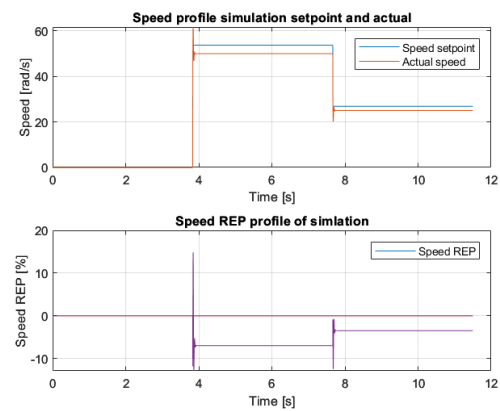 Speed profile simulation setpoint and actual
60
40
20
0
Speed [rad/s]
Speed setpoint
Actual speed
0 2 4 6 8 10 12
Time [s]
Speed REP profile of simlation
20
10
0
-10
Speed REP [%]
Speed REP
0 2 4 6 8 10 12
Time [s]